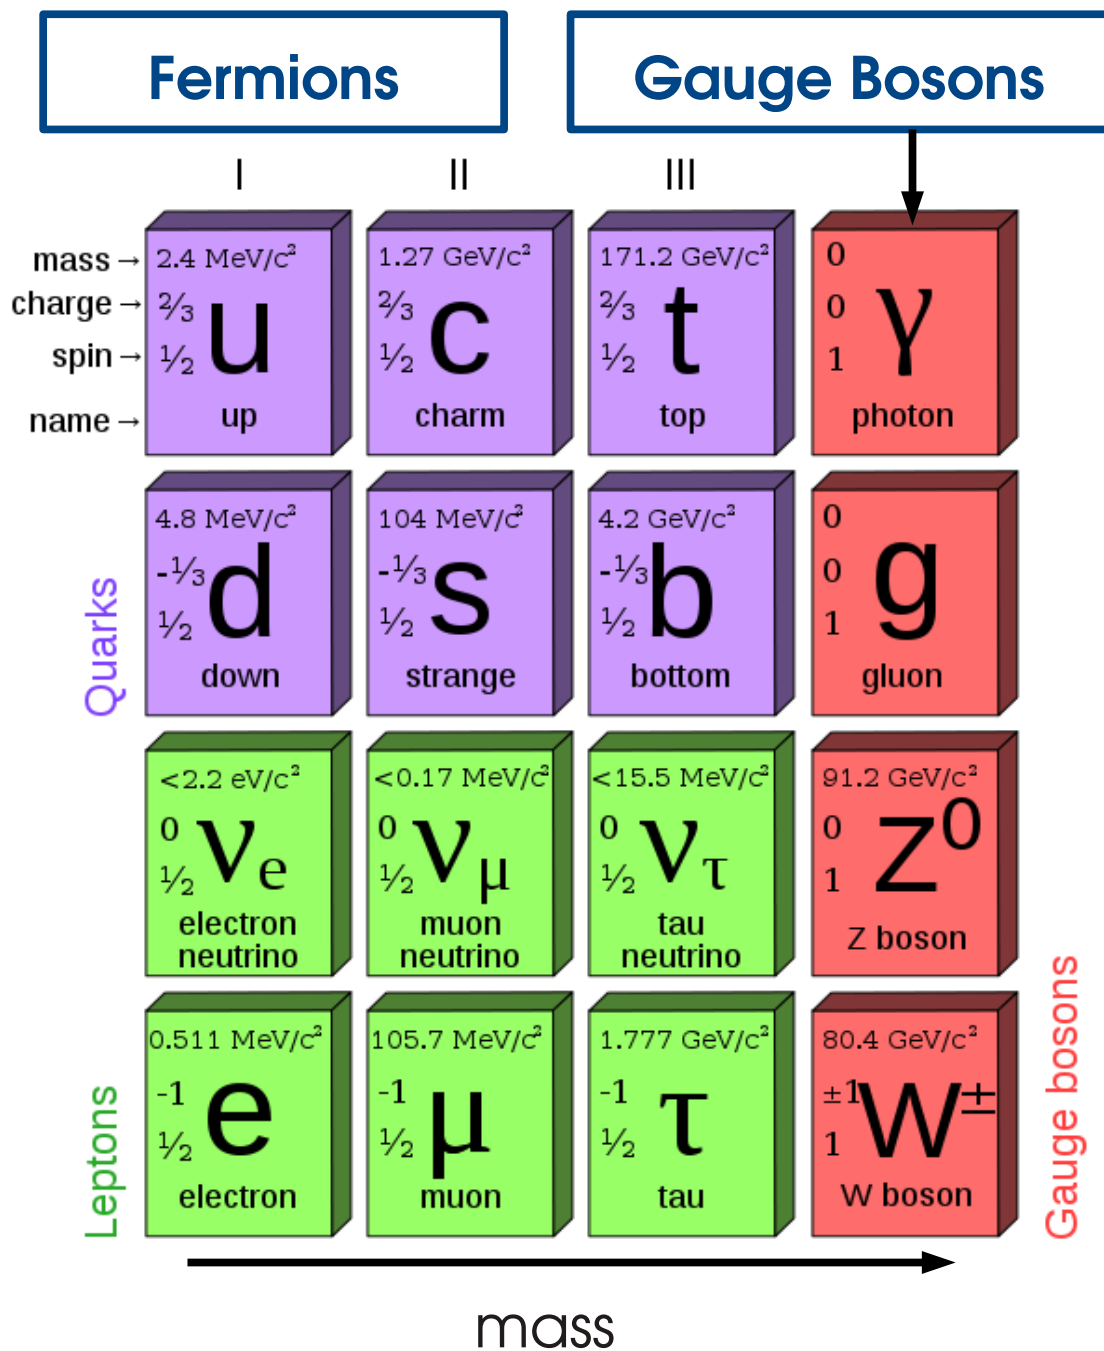 Fermions
Gauge Bosons
I II III
mass→
charge→
spin→
name→
2.4 MeV/c²
⅔
½
u
up
1.27 GeV/c²
⅔
½
c
charm
171.2 GeV/c²
⅔
½
t
top
0
0
1
γ
photon
Quarks
4.8 MeV/c²
-⅓
½
d
down
104 MeV/c²
-⅓
½
s
strange
4.2 GeV/c²
-⅓
½
b
bottom
0
0
1
g
gluon
<2.2 eV/c²
0
½
νe
electron
neutrino
<0.17 MeV/c²
0
½
νμ
muon
neutrino
<15.5 MeV/c²
0
½
ντ
tau
neutrino
91.2 GeV/c²
0
1
Z⁰
Z boson
Leptons
0.511 MeV/c²
-1
½
e
electron
105.7 MeV/c²
-1
½
μ
muon
1.777 GeV/c²
-1
½
τ
tau
80.4 GeV/c²
±1
1
W±
W boson
Gauge bosons
mass